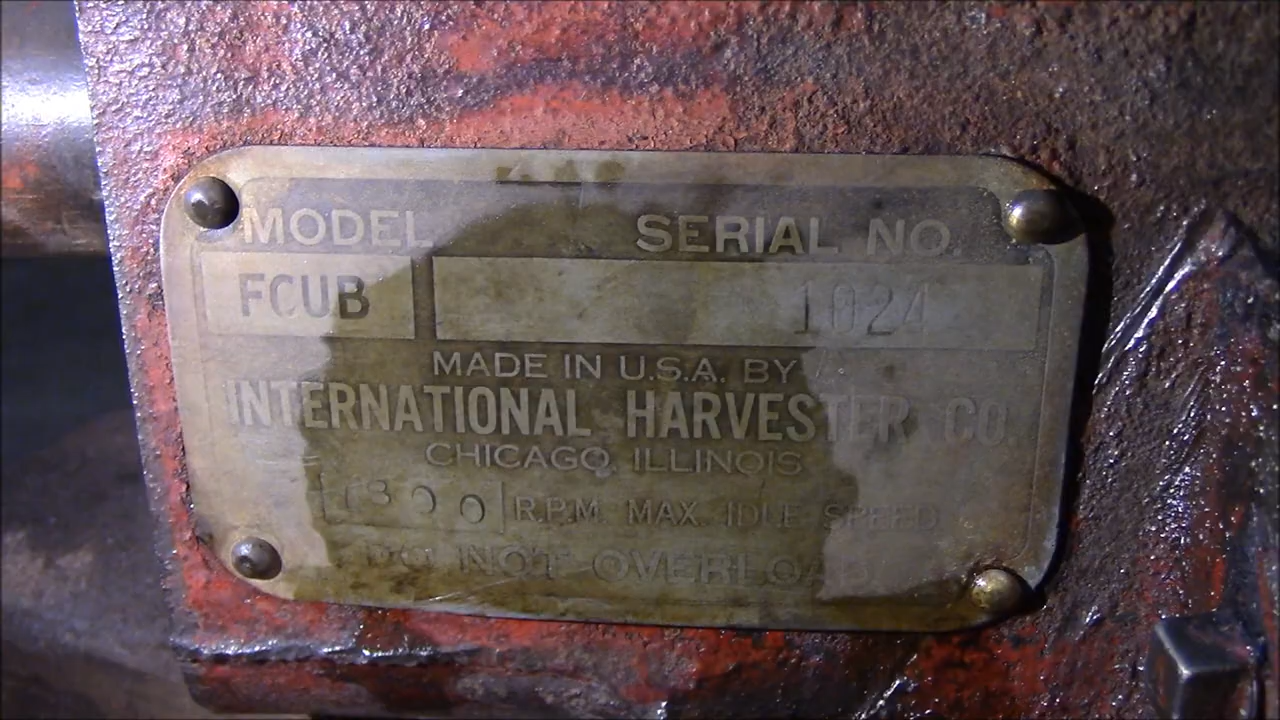 MODEL SERIAL NO.
FCUB 1024
MADE IN U.S.A. BY
INTERNATIONAL HARVESTER CO.
CHICAGO, ILLINOIS
R.P.M. MAX. IDLE SPEED
DO NOT OVERLOAD